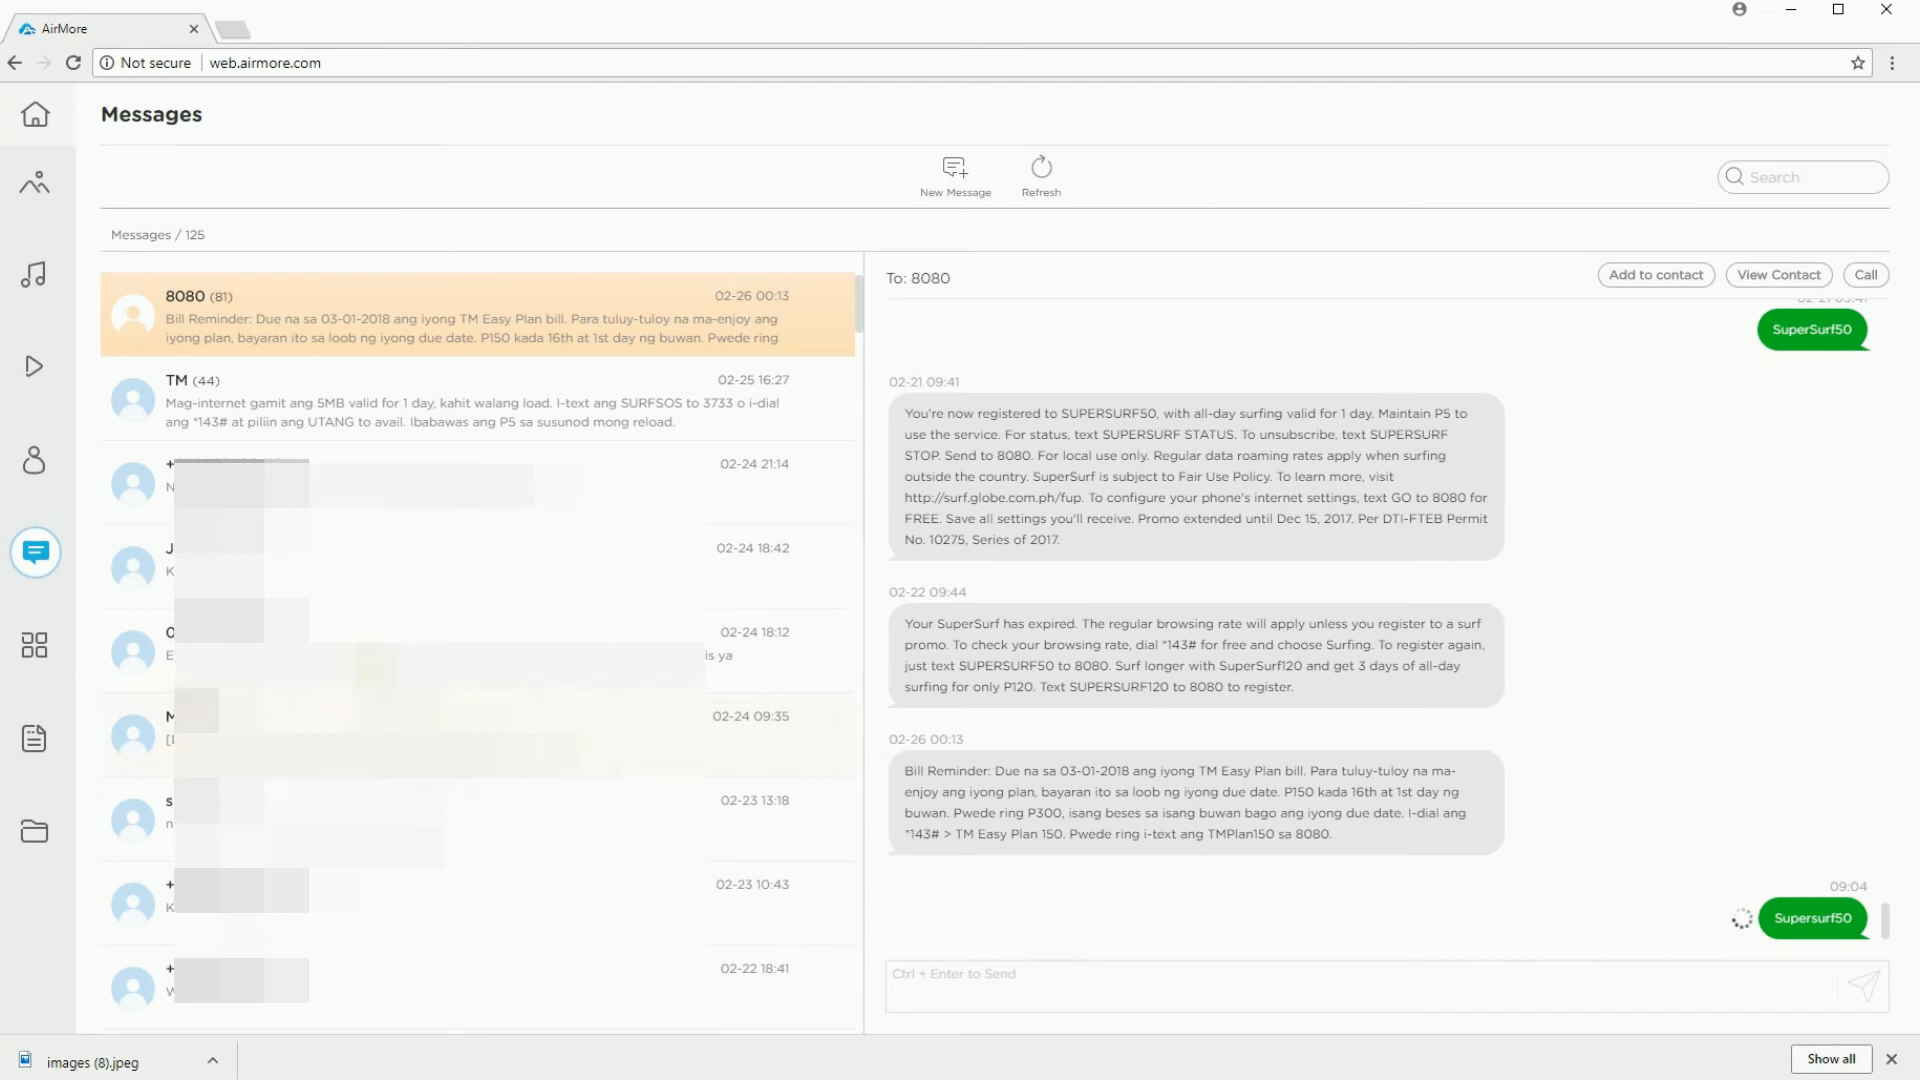 AirMore
Not secure
web.airmore.com
Messages
New Message
Refresh
Search
Messages / 125
8080 (81)
02-26 00:13
Bill Reminder: Due na sa 03-01-2018 ang iyong TM Easy Plan bill. Para tuluy-tuloy na ma-enjoy ang
iyong plan, bayaran ito sa loob ng iyong due date. P150 kada 16th at 1st day ng buwan. Pwede ring
TM (44)
02-25 16:27
Mag-internet gamit ang 5MB valid for 1 day, kahit walang load. I-text ang SURFSOS to 3733 o i-dial
ang *143# at piliin ang UTANG to avail. Ibabawas ang P5 sa susunod mong reload.
+
02-24 21:14
N
J
02-24 18:42
K
02-24 18:12
E
is ya
M
02-24 09:35
s
02-23 13:18
n
+
02-23 10:43
K
+
02-22 18:41
W
To: 8080
Add to contact
View Contact
Call
02-21 09:41
SuperSurf50
02-21 09:41
You're now registered to SUPERSURF50, with all-day surfing valid for 1 day. Maintain P5 to
use the service. For status, text SUPERSURF STATUS. To unsubscribe, text SUPERSURF
STOP. Send to 8080. For local use only. Regular data roaming rates apply when surfing
outside the country. SuperSurf is subject to Fair Use Policy. To learn more, visit
http://surf.globe.com.ph/fup. To configure your phone's internet settings, text GO to 8080 for
FREE. Save all settings you'll receive. Promo extended until Dec 15, 2017. Per DTI-FTEB Permit
No. 10275, Series of 2017.
02-22 09:44
Your SuperSurf has expired. The regular browsing rate will apply unless you register to a surf
promo. To check your browsing rate, dial *143# for free and choose Surfing. To register again,
just text SUPERSURF50 to 8080. Surf longer with SuperSurf120 and get 3 days of all-day
surfing for only P120. Text SUPERSURF120 to 8080 to register.
02-26 00:13
Bill Reminder: Due na sa 03-01-2018 ang iyong TM Easy Plan bill. Para tuluy-tuloy na ma-
enjoy ang iyong plan, bayaran ito sa loob ng iyong due date. P150 kada 16th at 1st day ng
buwan. Pwede ring P300, isang beses sa isang buwan bago ang iyong due date. I-dial ang
*143# > TM Easy Plan 150. Pwede ring i-text ang TMPlan150 sa 8080.
09:04
Supersurf50
Ctrl + Enter to Send
images (8).jpeg
Show all